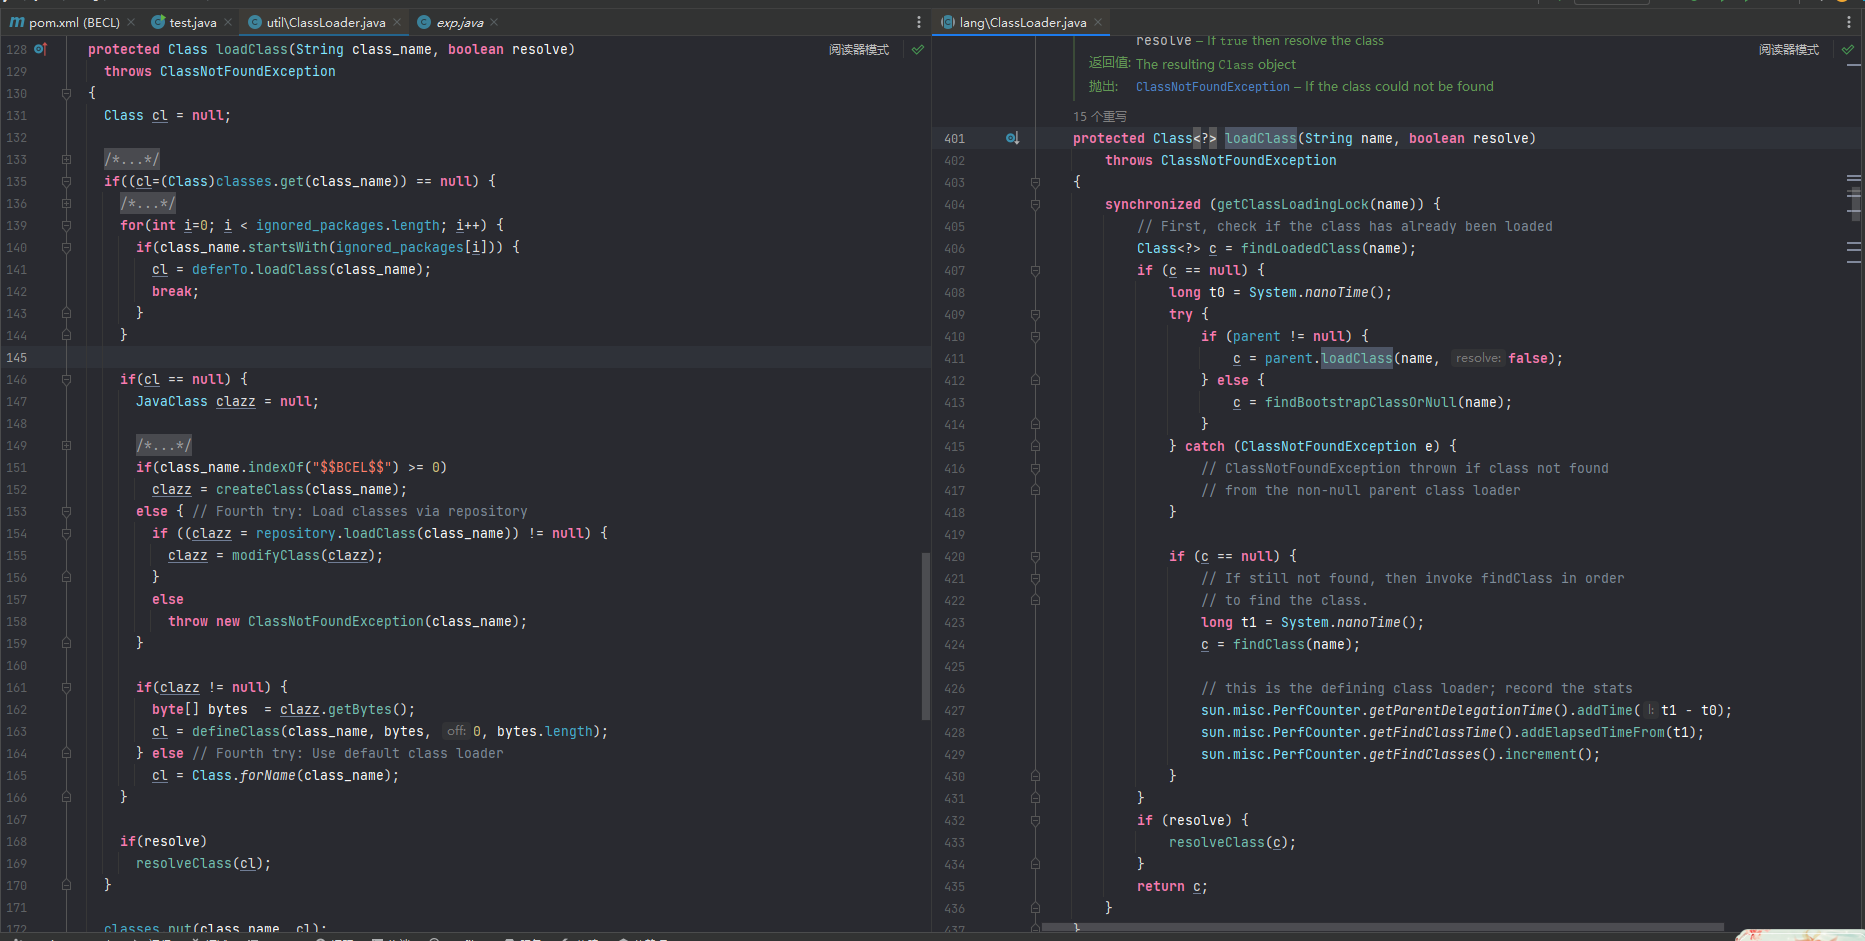 pom.xml (BECL)
test.java
util\ClassLoader.java
exp.java
128 protected Class loadClass(String class_name, boolean resolve)
阅读器模式
129 throws ClassNotFoundException
130 {
131 Class cl = null;
132
133 /*...*/
135 if((cl=(Class)classes.get(class_name)) == null) {
136 /*...*/
139 for(int i=0; i < ignored_packages.length; i++) {
140 if(class_name.startsWith(ignored_packages[i])) {
141 cl = deferTo.loadClass(class_name);
142 break;
143 }
144 }
145
146 if(cl == null) {
147 JavaClass clazz = null;
148
149 /*...*/
151 if(class_name.indexOf("$$BCEL$$") >= 0)
152 clazz = createClass(class_name);
153 else { // Fourth try: Load classes via repository
154 if ((clazz = repository.loadClass(class_name)) != null) {
155 clazz = modifyClass(clazz);
156 }
157 else
158 throw new ClassNotFoundException(class_name);
159 }
160
161 if(clazz != null) {
162 byte[] bytes  = clazz.getBytes();
163 cl = defineClass(class_name, bytes, off: 0, bytes.length);
164 } else // Fourth try: Use default class loader
165 cl = Class.forName(class_name);
166 }
167
168 if(resolve)
169 resolveClass(cl);
170 }
171
172 classes.put(class_name, cl);
lang\ClassLoader.java
resolve – If true then resolve the class
阅读器模式
返回值: The resulting Class object
抛出: ClassNotFoundException – If the class could not be found
15 个重写
401 protected Class<?> loadClass(String name, boolean resolve)
402 throws ClassNotFoundException
403 {
404 synchronized (getClassLoadingLock(name)) {
405 // First, check if the class has already been loaded
406 Class<?> c = findLoadedClass(name);
407 if (c == null) {
408 long t0 = System.nanoTime();
409 try {
410 if (parent != null) {
411 c = parent.loadClass(name, resolve: false);
412 } else {
413 c = findBootstrapClassOrNull(name);
414 }
415 } catch (ClassNotFoundException e) {
416 // ClassNotFoundException thrown if class not found
417 // from the non-null parent class loader
418 }
419
420 if (c == null) {
421 // If still not found, then invoke findClass in order
422 // to find the class.
423 long t1 = System.nanoTime();
424 c = findClass(name);
425
426 // this is the defining class loader; record the stats
427 sun.misc.PerfCounter.getParentDelegationTime().addTime( l: t1 - t0);
428 sun.misc.PerfCounter.getFindClassTime().addElapsedTimeFrom(t1);
429 sun.misc.PerfCounter.getFindClasses().increment();
430 }
431 }
432 if (resolve) {
433 resolveClass(c);
434 }
435 return c;
436 }
437 }